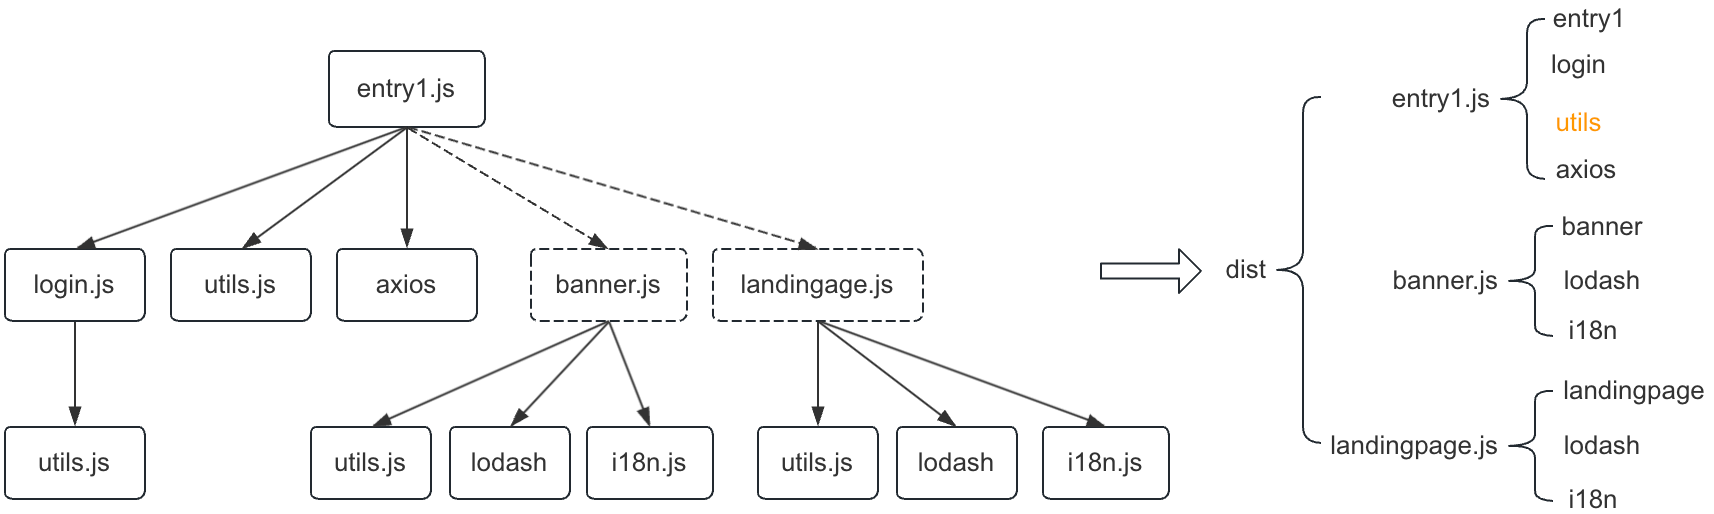 entry1.js
login.js
utils.js
axios
banner.js
landingage.js
utils.js
utils.js
lodash
i18n.js
utils.js
lodash
i18n.js
dist
entry1.js
entry1
login
utils
axios
banner.js
banner
lodash
i18n
landingpage.js
landingpage
lodash
i18n